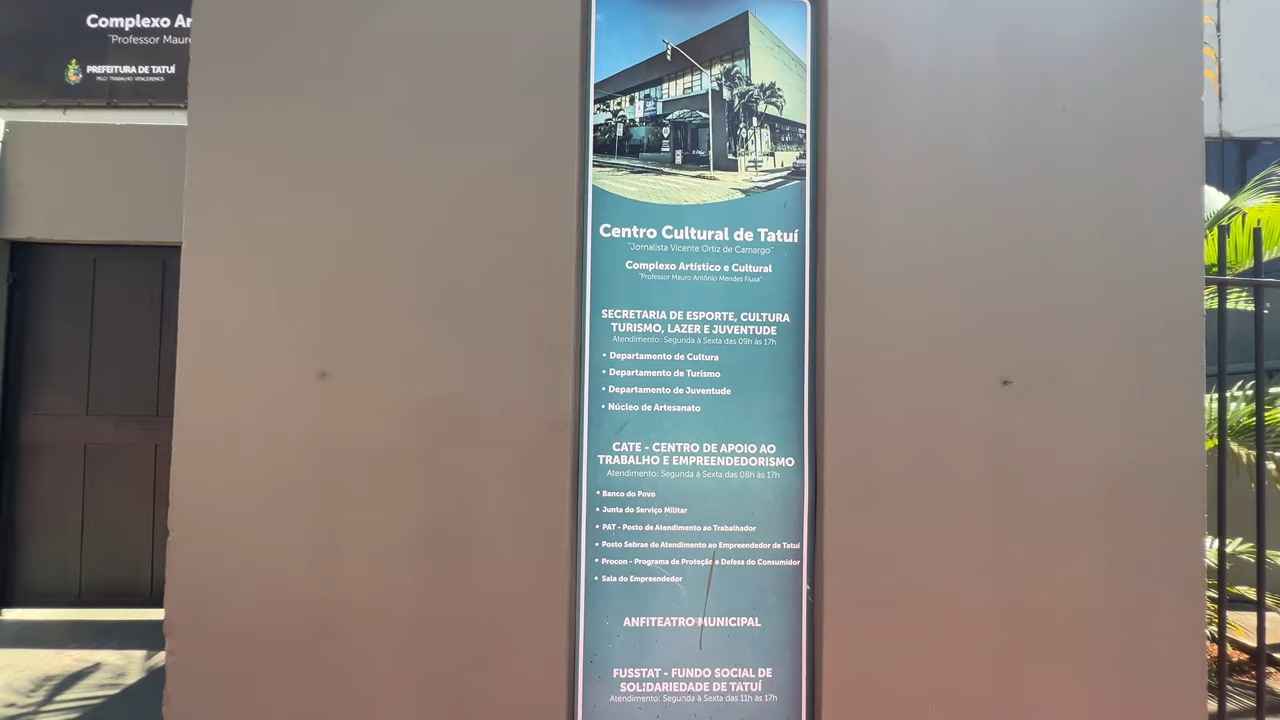 Complexo Ar
"Professor Mauro
PREFEITURA DE TATUÍ
PELO TRABALHO VENCEREMOS
Centro Cultural de Tatuí
"Jornalista Vicente Ortiz de Camargo"
Complexo Artístico e Cultural
"Professor Mauro Antônio Mendes Fiusa"
SECRETARIA DE ESPORTE, CULTURA
TURISMO, LAZER E JUVENTUDE
Atendimento: Segunda à Sexta das 09h às 17h
• Departamento de Cultura
• Departamento de Turismo
• Departamento de Juventude
• Núcleo de Artesanato
CATE - CENTRO DE APOIO AO
TRABALHO E EMPREENDEDORISMO
Atendimento: Segunda à Sexta das 08h às 17h
• Banco do Povo
• Junta do Serviço Militar
• PAT - Posto de Atendimento ao Trabalhador
• Posto Sebrae de Atendimento ao Empreendedor de Tatuí
• Procon - Programa de Proteção e Defesa do Consumidor
• Sala do Empreendedor
ANFITEATRO MUNICIPAL
FUSSTAT - FUNDO SOCIAL DE
SOLIDARIEDADE DE TATUÍ
Atendimento: Segunda à Sexta das 11h às 17h